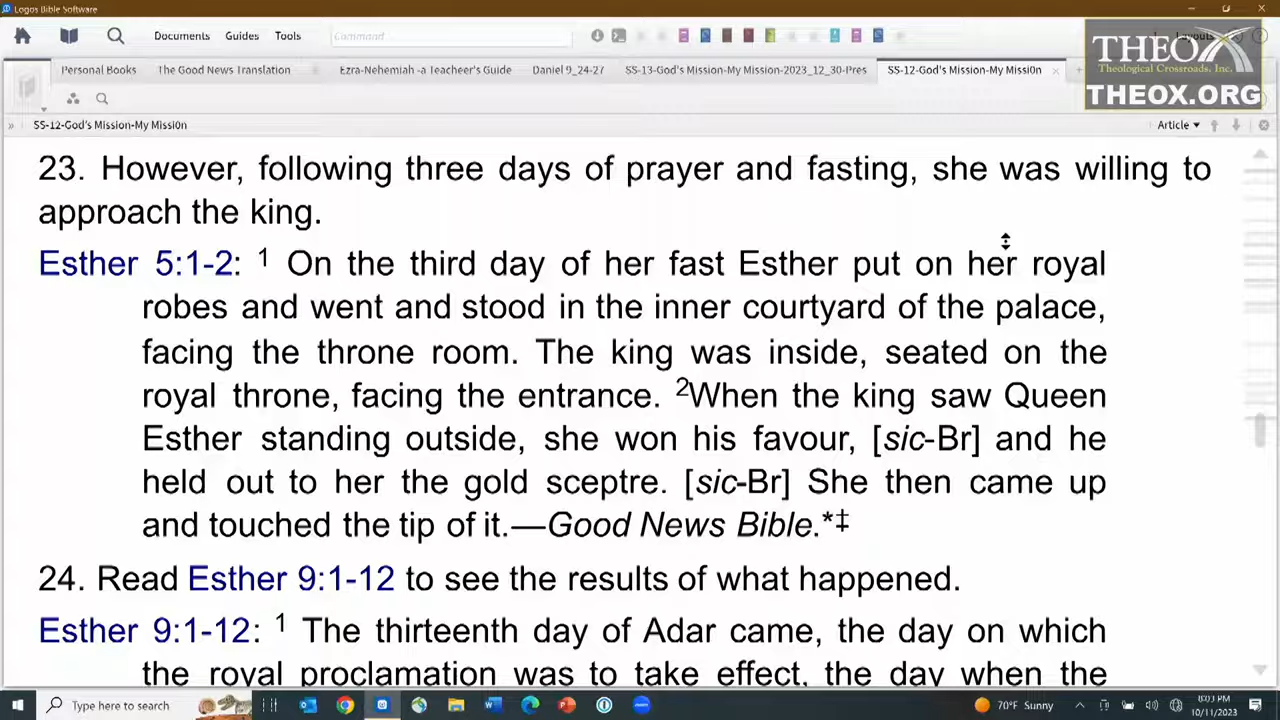 Logos Bible Software
Documents Guides Tools Command
THEOX
Theological Crossroads, Inc.
THEOX.ORG
Personal Books The Good News Translation Daniel 9_24-27 SS-13-God's Mission-My Mission-2023_12_30-Pres SS-12-God's Mission-My Missi0n
SS-12-God's Mission-My Missi0n Article
23. However, following three days of prayer and fasting, she was willing to
approach the king.
Esther 5:1-2: 1 On the third day of her fast Esther put on her royal
robes and went and stood in the inner courtyard of the palace,
facing the throne room. The king was inside, seated on the
royal throne, facing the entrance. 2When the king saw Queen
Esther standing outside, she won his favour, [sic-Br] and he
held out to her the gold sceptre. [sic-Br] She then came up
and touched the tip of it.—Good News Bible.*‡
24. Read Esther 9:1-12 to see the results of what happened.
Esther 9:1-12: 1 The thirteenth day of Adar came, the day on which
the royal proclamation was to take effect, the day when the
Type here to search
70°F Sunny
8:03 PM
10/11/2023